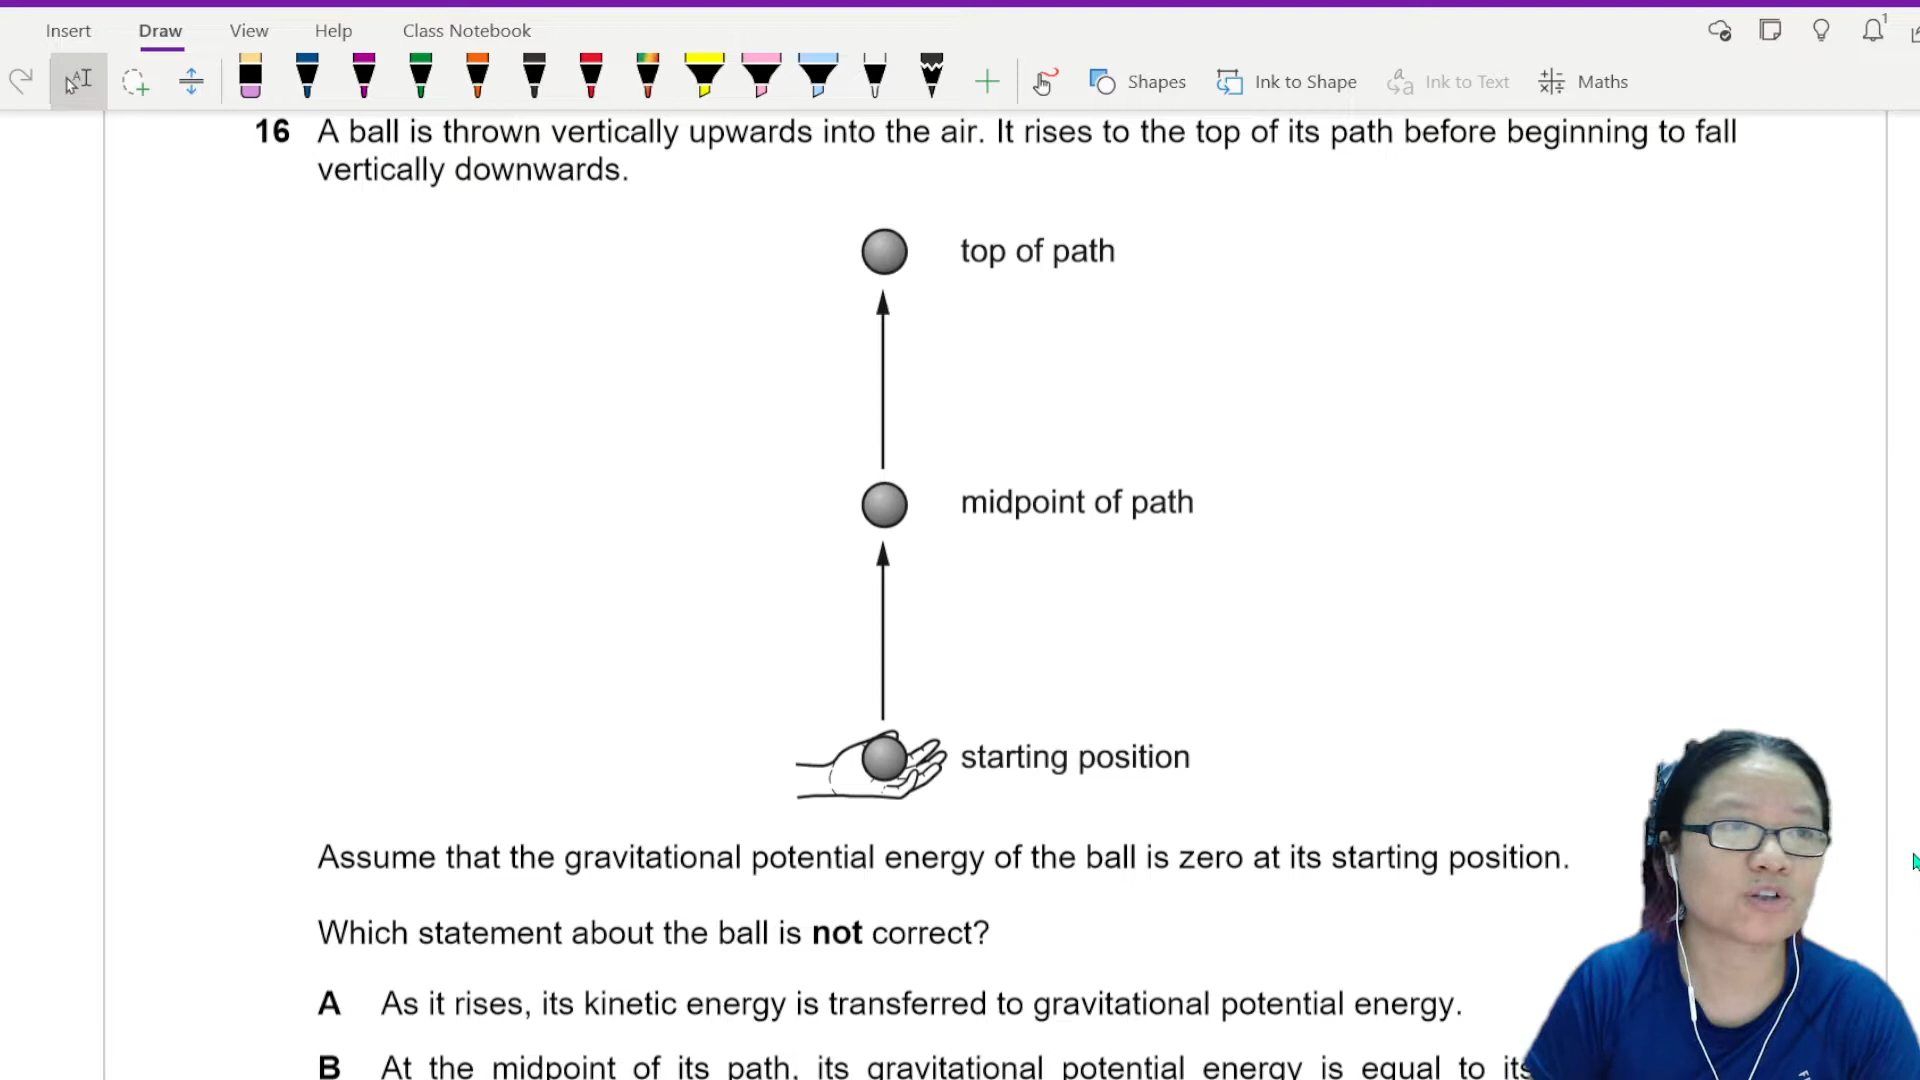 Insert Draw View Help Class Notebook
1
Shapes Ink to Shape Ink to Text Maths
16 A ball is thrown vertically upwards into the air. It rises to the top of its path before beginning to fall
vertically downwards.
top of path
midpoint of path
starting position
Assume that the gravitational potential energy of the ball is zero at its starting position.
Which statement about the ball is not correct?
A As it rises, its kinetic energy is transferred to gravitational potential energy.
B At the midpoint of its path, its gravitational potential energy is equal to its